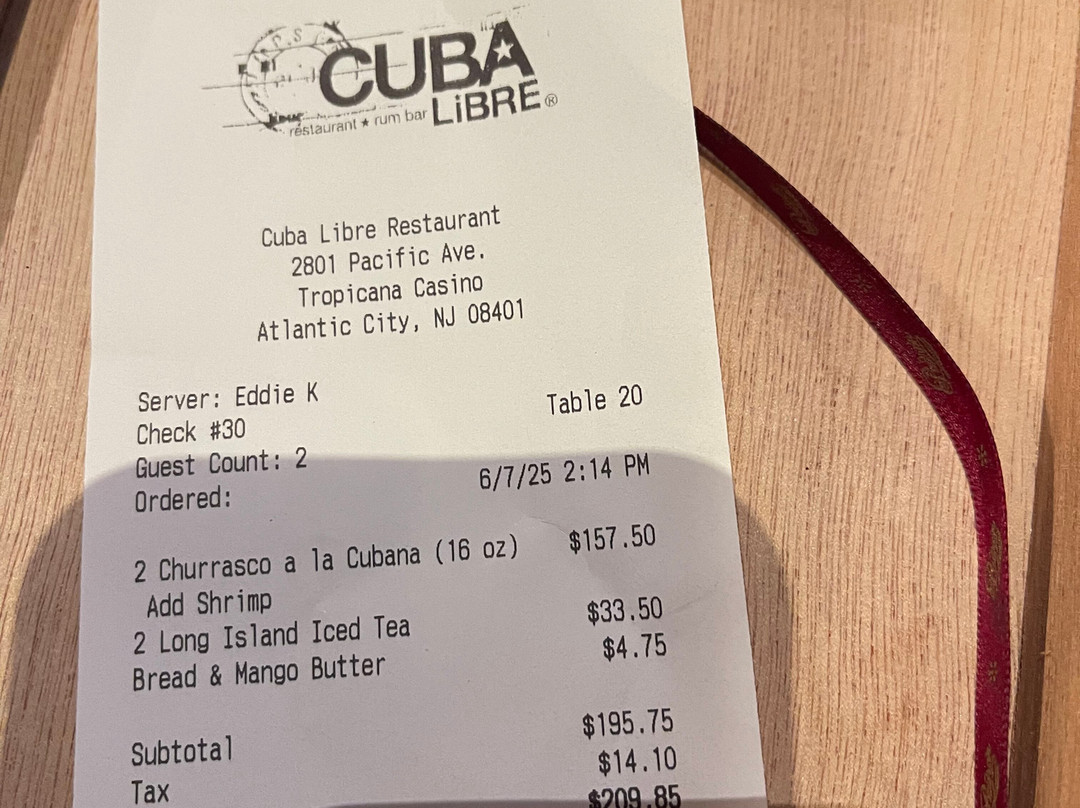 CUBA
LiBRE®
restaurant ★ rum bar
Cuba Libre Restaurant
2801 Pacific Ave.
Tropicana Casino
Atlantic City, NJ 08401
Server: Eddie K
Table 20
Check #30
Guest Count: 2
Ordered: 6/7/25 2:14 PM
2 Churrasco a la Cubana (16 oz) $157.50
Add Shrimp
2 Long Island Iced Tea $33.50
Bread & Mango Butter $4.75
Subtotal $195.75
Tax $14.10
$209.85